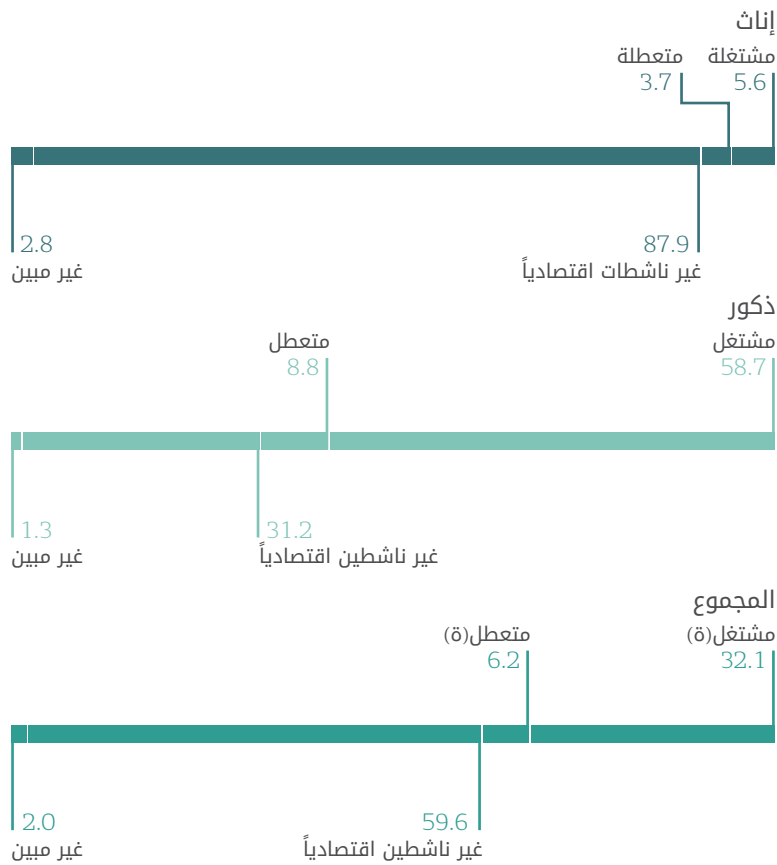 إناث
مشتغلة متعطلة
5.6 3.7
87.9 2.8
غير ناشطات اقتصادياً غير مبين
ذكور
مشتغل متعطل
58.7 8.8
31.2 1.3
غير ناشطين اقتصادياً غير مبين
المجموع
مشتغل(ة) متعطل(ة)
32.1 6.2
59.6 2.0
غير ناشطين اقتصادياً غير مبين